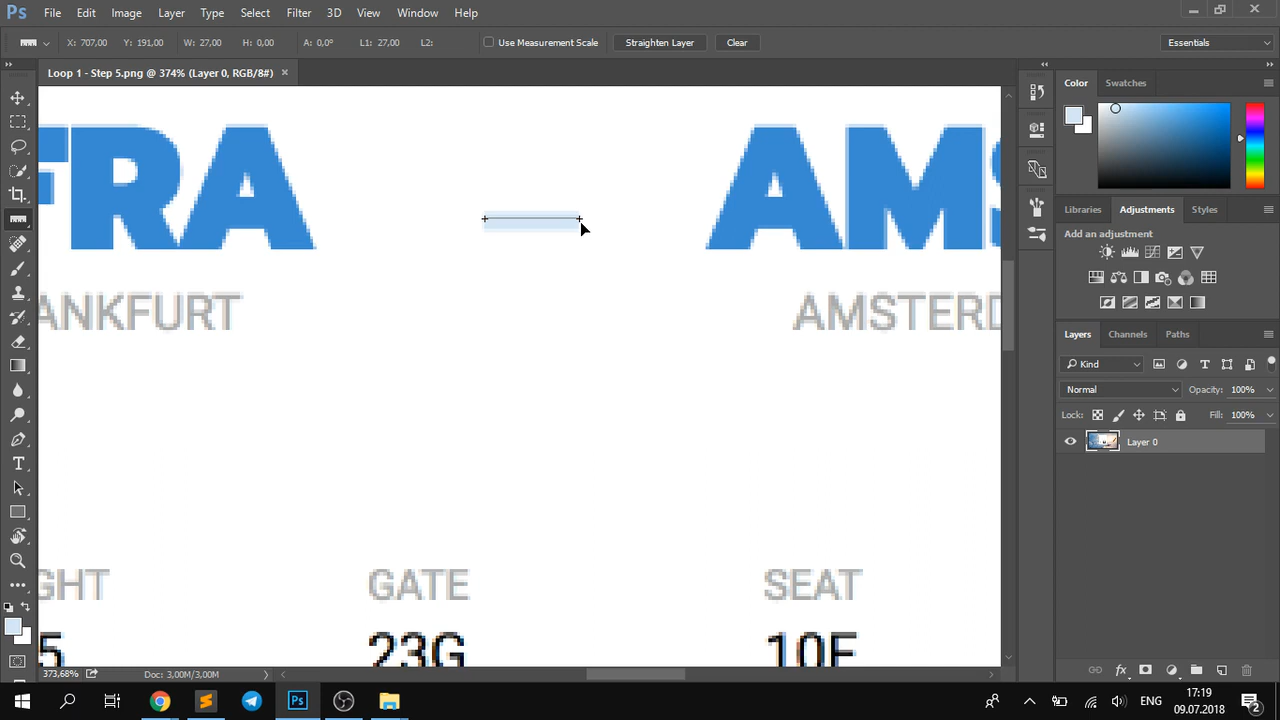 Ps File Edit Image Layer Type Select Filter 3D View Window Help
X: 707,00 Y: 191,00 W: 27,00 H: 0,00 A: 0,0° L1: 27,00 L2: Use Measurement Scale Straighten Layer Clear Essentials
Loop 1 - Step 5.png @ 374% (Layer 0, RGB/8#) ×
Color Swatches
FRA AMS
ANKFURT AMSTERD
Libraries Adjustments Styles
Add an adjustment
Layers Channels Paths
Kind
Normal Opacity: 100%
Lock: Fill: 100%
Layer 0
GHT GATE SEAT
5 23G 10F
373,68% Doc: 3,00M/3,00M
Ps ENG 17:19
09.07.2018 2